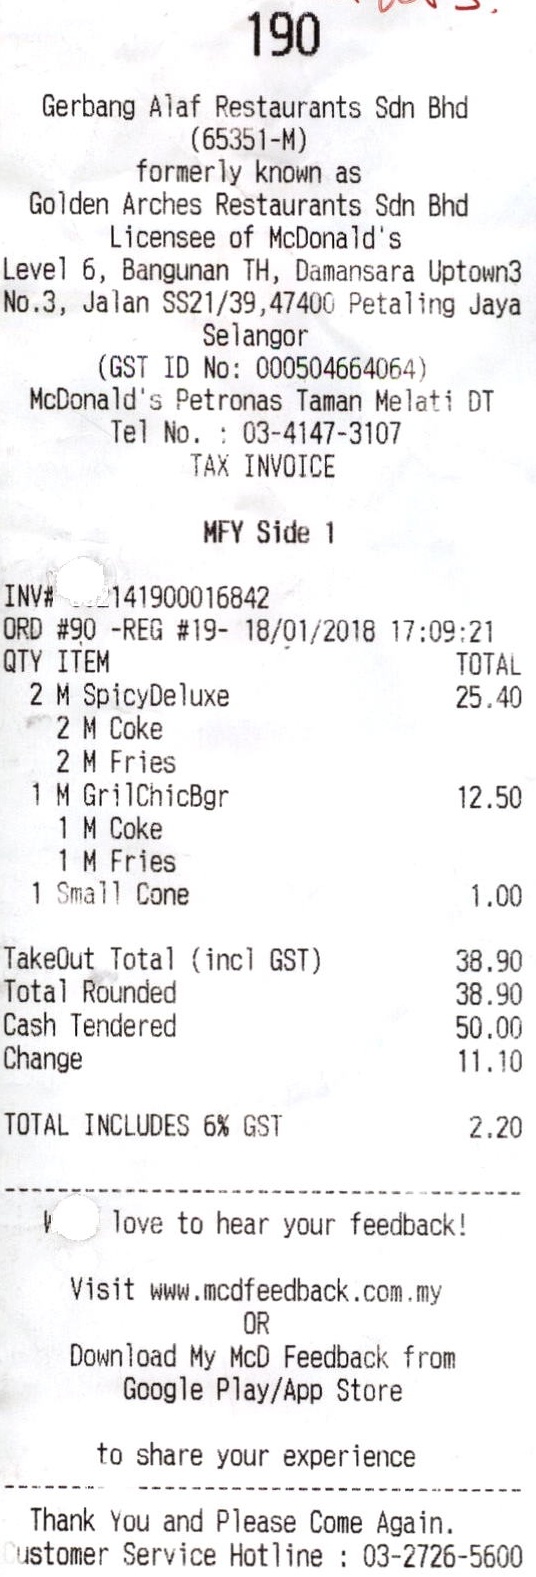 190
Gerbang Alaf Restaurants Sdn Bhd
(65351-M)
formerly known as
Golden Arches Restaurants Sdn Bhd
Licensee of McDonald's
Level 6, Bangunan TH, Damansara Uptown3
No.3, Jalan SS21/39,47400 Petaling Jaya
Selangor
(GST ID No: 000504664064)
McDonald's Petronas Taman Melati DT
Tel No. : 03-4147-3107
TAX INVOICE
MFY Side 1
INV# 141900016842
ORD #90 -REG #19- 18/01/2018 17:09:21
QTY ITEM TOTAL
2 M SpicyDeluxe 25.40
2 M Coke
2 M Fries
1 M GrilChicBgr 12.50
1 M Coke
1 M Fries
1 Small Cone 1.00
TakeOut Total (incl GST) 38.90
Total Rounded 38.90
Cash Tendered 50.00
Change 11.10
TOTAL INCLUDES 6% GST 2.20
love to hear your feedback!
Visit www.mcdfeedback.com.my
OR
Download My McD Feedback from
Google Play/App Store
to share your experience
Thank You and Please Come Again.
Customer Service Hotline : 03-2726-5600